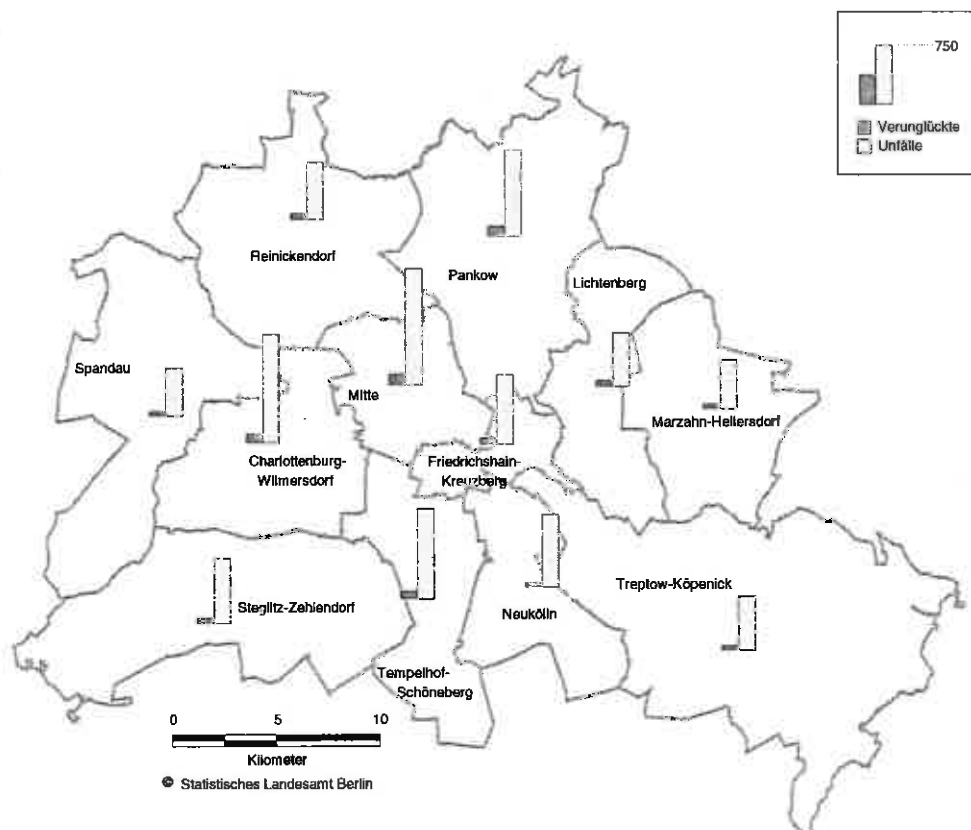 750
Verunglückte
Unfälle
Reinickendorf
Pankow
Lichtenberg
Spandau
Mitte
Marzahn-Hellersdorf
Charlottenburg-
Wilmersdorf
Friedrichshain-
Kreuzberg
Steglitz-Zehlendorf
Neukölln
Treptow-Köpenick
Tempelhof-
Schöneberg
0 5 10
Kilometer
© Statistisches Landesamt Berlin